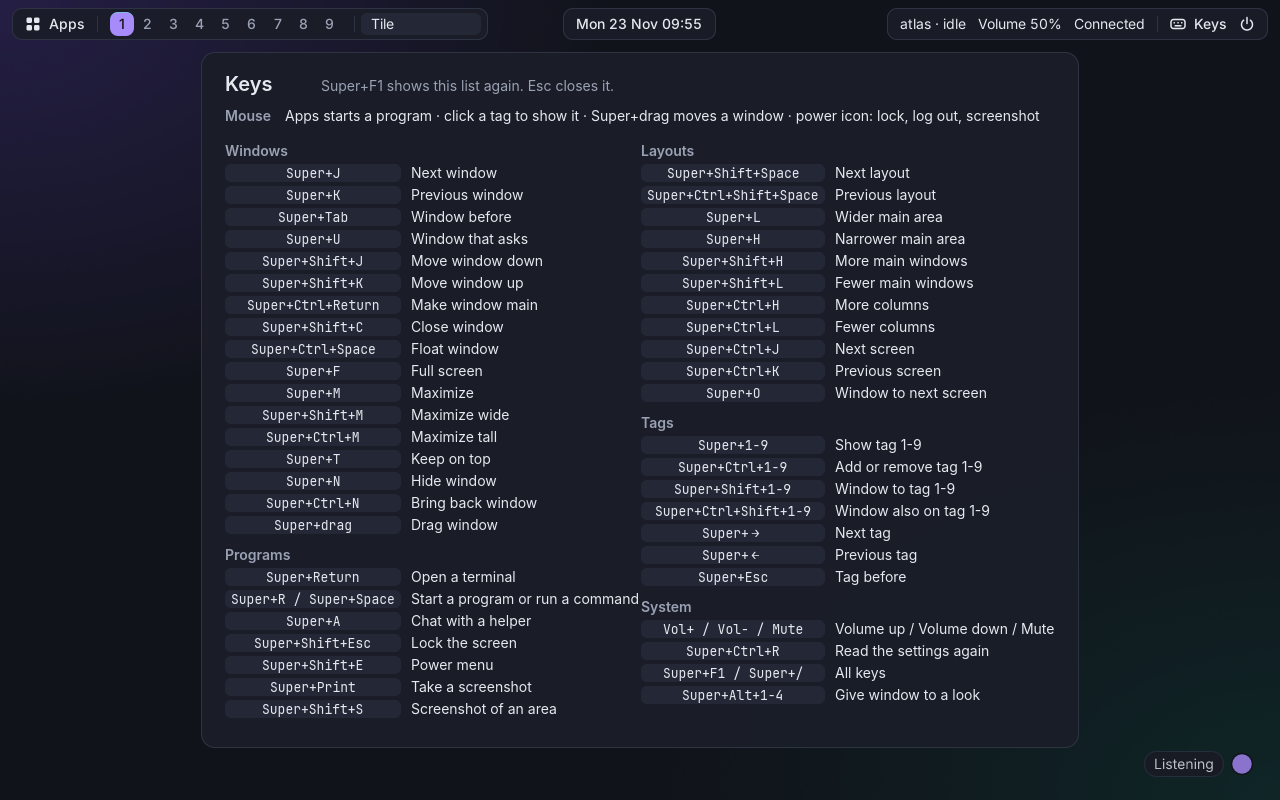 Apps 1 2 3 4 5 6 7 8 9 Tile Mon 23 Nov 09:55 atlas · idle Volume 50% Connected Keys
Keys Super+F1 shows this list again. Esc closes it.
Mouse Apps starts a program · click a tag to show it · Super+drag moves a window · power icon: lock, log out, screenshot
Windows
Super+J Next window
Super+K Previous window
Super+Tab Window before
Super+U Window that asks
Super+Shift+J Move window down
Super+Shift+K Move window up
Super+Ctrl+Return Make window main
Super+Shift+C Close window
Super+Ctrl+Space Float window
Super+F Full screen
Super+M Maximize
Super+Shift+M Maximize wide
Super+Ctrl+M Maximize tall
Super+T Keep on top
Super+N Hide window
Super+Ctrl+N Bring back window
Super+drag Drag window
Programs
Super+Return Open a terminal
Super+R / Super+Space Start a program or run a command
Super+A Chat with a helper
Super+Shift+Esc Lock the screen
Super+Shift+E Power menu
Super+Print Take a screenshot
Super+Shift+S Screenshot of an area
Layouts
Super+Shift+Space Next layout
Super+Ctrl+Shift+Space Previous layout
Super+L Wider main area
Super+H Narrower main area
Super+Shift+H More main windows
Super+Shift+L Fewer main windows
Super+Ctrl+H More columns
Super+Ctrl+L Fewer columns
Super+Ctrl+J Next screen
Super+Ctrl+K Previous screen
Super+O Window to next screen
Tags
Super+1-9 Show tag 1-9
Super+Ctrl+1-9 Add or remove tag 1-9
Super+Shift+1-9 Window to tag 1-9
Super+Ctrl+Shift+1-9 Window also on tag 1-9
Super+→ Next tag
Super+← Previous tag
Super+Esc Tag before
System
Vol+ / Vol- / Mute Volume up / Volume down / Mute
Super+Ctrl+R Read the settings again
Super+F1 / Super+/ All keys
Super+Alt+1-4 Give window to a look
Listening